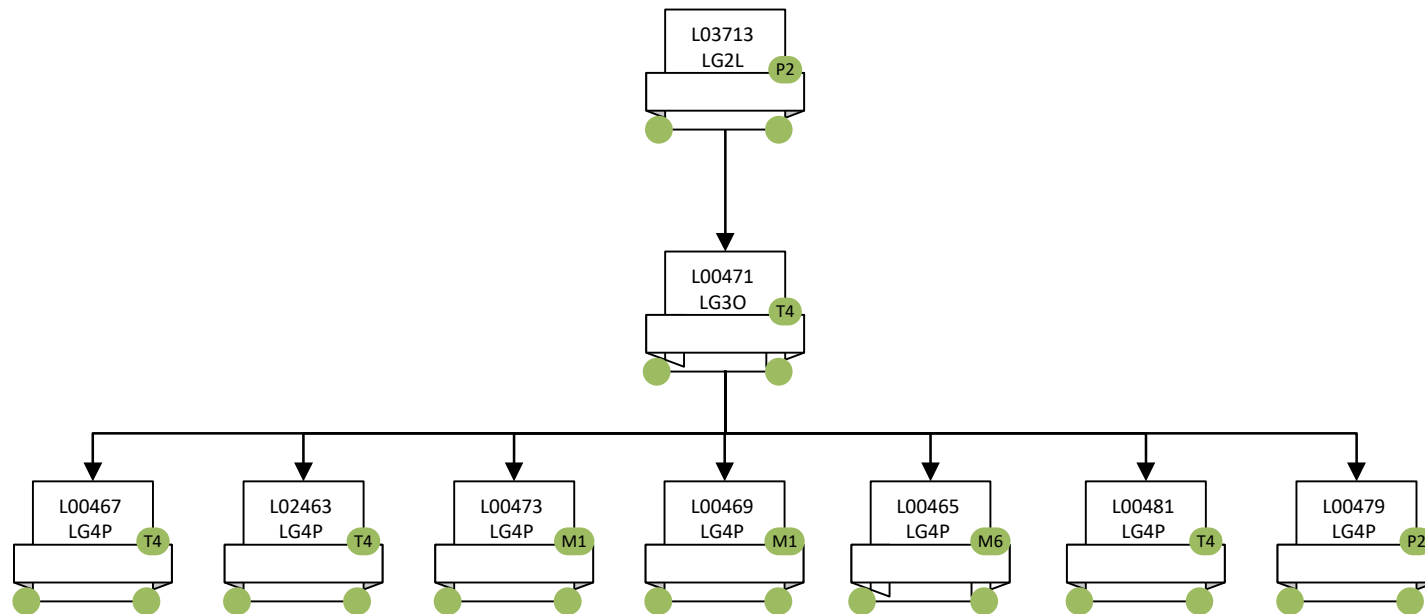 L03713
LG2L
P2
L00471
LG3O
T4
L00467
LG4P
T4
L02463
LG4P
T4
L00473
LG4P
M1
L00469
LG4P
M1
L00465
LG4P
M6
L00481
LG4P
T4
L00479
LG4P
P2